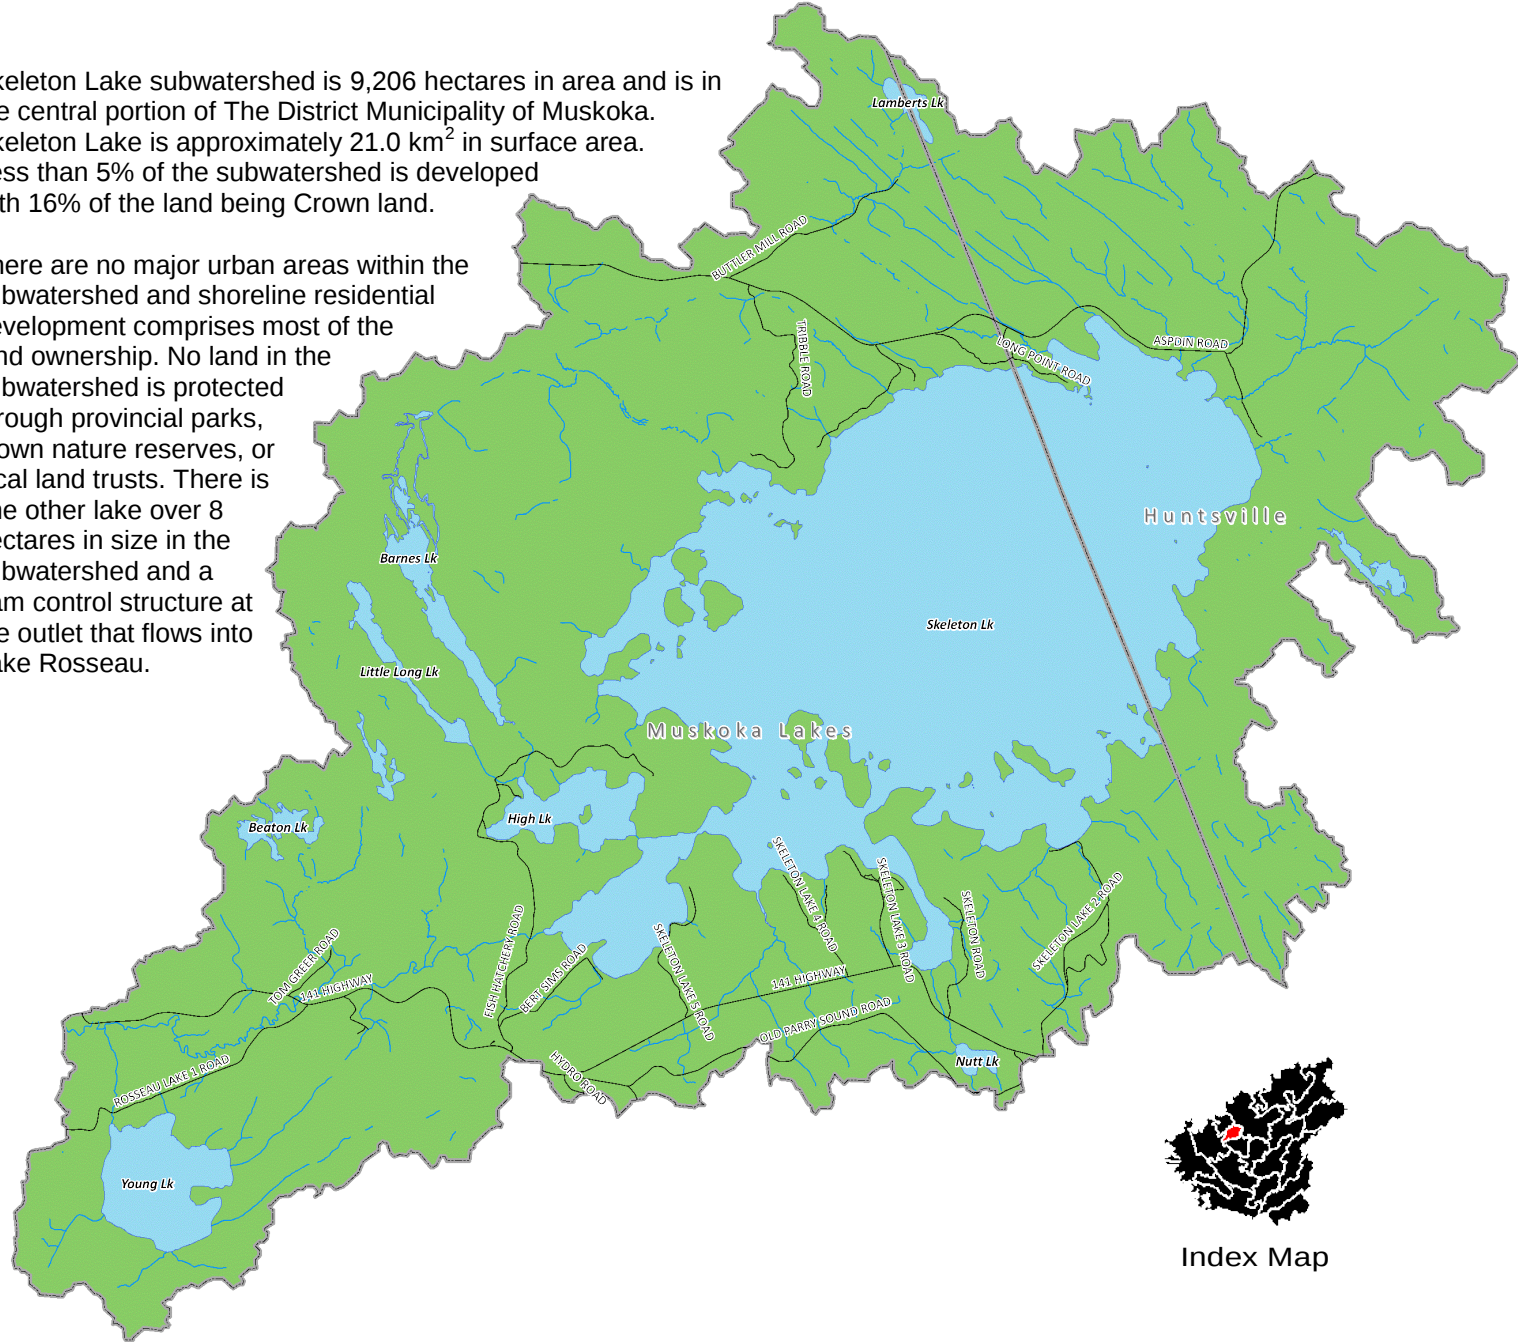 keleton Lake subwatershed is 9,206 hectares in area and is in
e central portion of The District Municipality of Muskoka.
keleton Lake is approximately 21.0 km2 in surface area.
ess than 5% of the subwatershed is developed
th 16% of the land being Crown land.
here are no major urban areas within the
bwatershed and shoreline residential
evelopment comprises most of the
nd ownership. No land in the
bwatershed is protected
rough provincial parks,
own nature reserves, or
cal land trusts. There is
ne other lake over 8
ectares in size in the
bwatershed and a
am control structure at
e outlet that flows into
ake Rosseau.
Lamberts Lk
BUTTLER MILL ROAD
TRIBBLE ROAD
LONG POINT ROAD
ASPDIN ROAD
Huntsville
Barnes Lk
Skeleton Lk
Little Long Lk
Muskoka Lakes
High Lk
Beaton Lk
SKELETON LAKE 4 ROAD
SKELETON LAKE 3 ROAD
SKELETON ROAD
SKELETON LAKE 2 ROAD
FISH HATCHERY ROAD
BERT SIMS ROAD
SKELETON LAKE 5 ROAD
TOM GREER ROAD
141 HIGHWAY
141 HIGHWAY
OLD PARRY SOUND ROAD
HYDRO ROAD
Nutt Lk
ROSSEAU LAKE 1 ROAD
Young Lk
Index Map